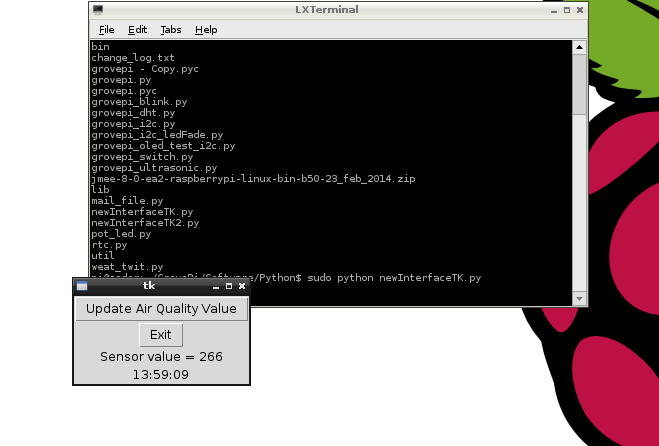 LXTerminal
File Edit Tabs Help
bin
change_log.txt
grovepi - Copy.pyc
grovepi.py
grovepi.pyc
grovepi_blink.py
grovepi_dht.py
grovepi_i2c.py
grovepi_i2c_ledFade.py
grovepi_oled_test_i2c.py
grovepi_switch.py
grovepi_ultrasonic.py
jmee-8-0-ea2-raspberrypi-linux-bin-b50-23_feb_2014.zip
lib
mail_file.py
newInterfaceTK.py
newInterfaceTK2.py
pot_led.py
rtc.py
util
weat_twit.py
/GrovePi/Software/Python$ sudo python newInterfaceTK.py
tk
Update Air Quality Value
Exit
Sensor value = 266
13:59:09